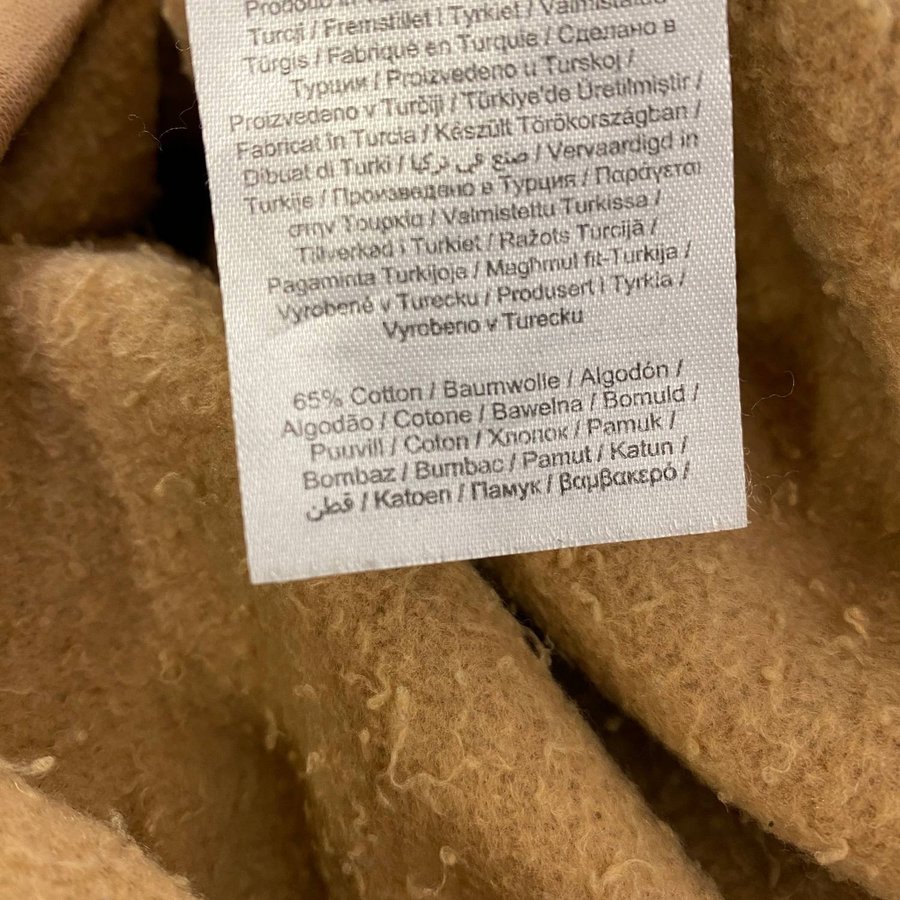 Turcji / Fremstillet i Tyrkiet / Valmistatud
Türgis / Fabriqué en Turquie / Сделано в
Турции / Proizvedeno u Turskoj /
Proizvedeno v Turčiji / Türkiye'de Üretilmiştir /
Fabricat în Turcia / Készült Törökországban /
Dibuat di Turki / صنع في تركيا / Vervaardigd in
Turkije / Произведено в Турция / Παράγεται
στην Τουρκία / Valmistettu Turkissa /
Tillverkad i Turkiet / Ražots Turcijā /
Pagaminta Turkijoje / Magħmul fit-Turkija /
Vyrobené v Turecku / Produsert i Tyrkia /
Vyrobeno v Turecku
65% Cotton / Baumwolle / Algodón /
Algodão / Cotone / Bawełna / Bomuld /
Puuvill / Coton / Хлопок / Pamuk /
Bombaz / Bumbac / Pamut / Katun /
قطن / Katoen / Памук / βαμβακερό /